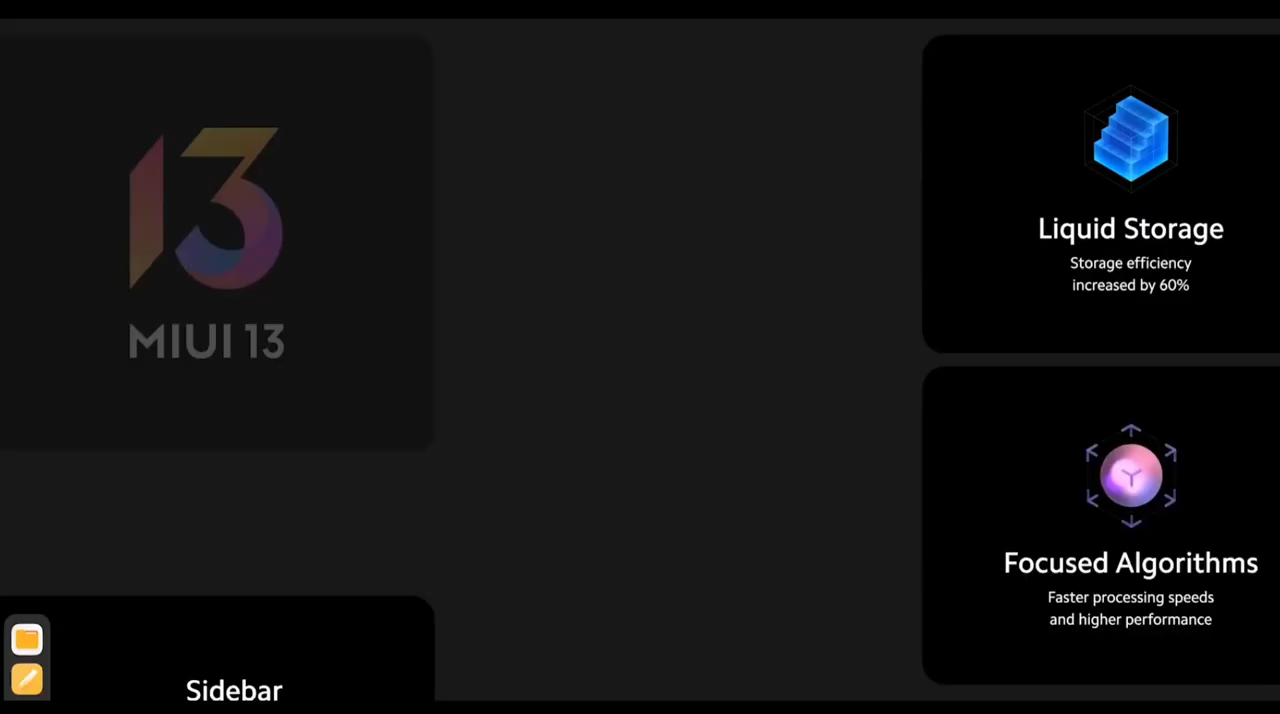 13
MIUI 13
Liquid Storage
Storage efficiency
increased by 60%
Focused Algorithms
Faster processing speeds
and higher performance
Sidebar